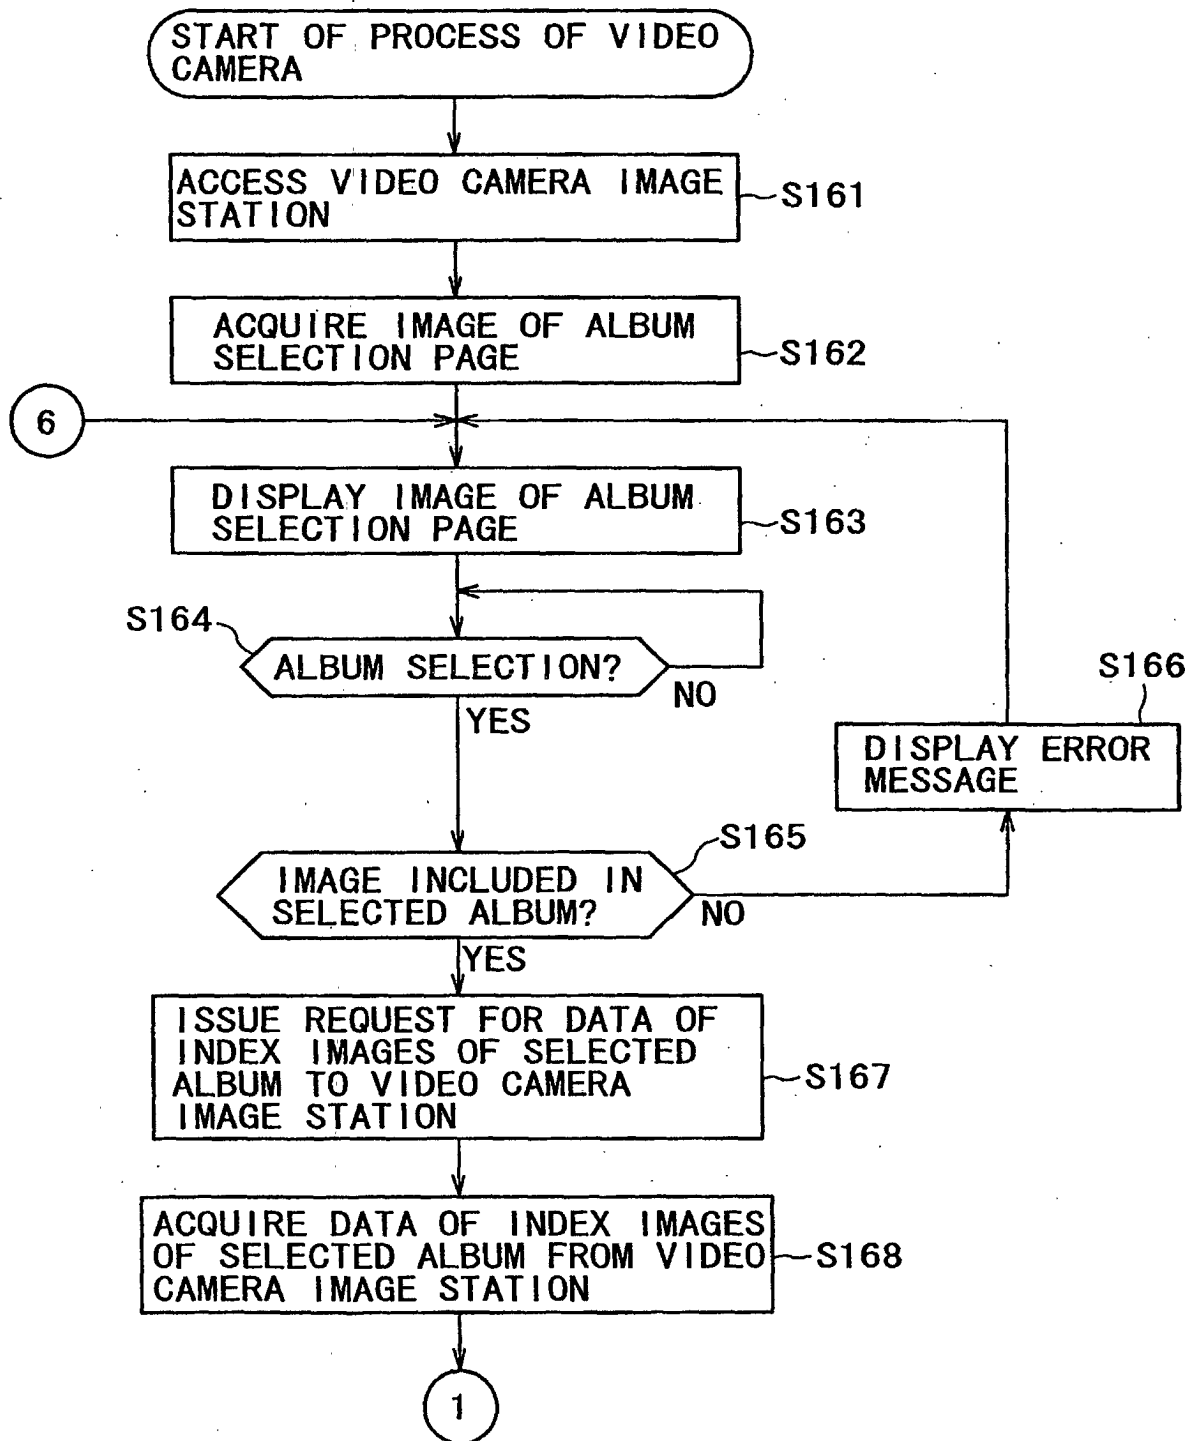 START OF PROCESS OF VIDEO
CAMERA
ACCESS VIDEO CAMERA IMAGE
STATION
S161
ACQUIRE IMAGE OF ALBUM
SELECTION PAGE
S162
6
DISPLAY IMAGE OF ALBUM
SELECTION PAGE
S163
S164
ALBUM SELECTION?
NO
YES
S166
DISPLAY ERROR
MESSAGE
S165
IMAGE INCLUDED IN
SELECTED ALBUM?
NO
YES
ISSUE REQUEST FOR DATA OF
INDEX IMAGES OF SELECTED
ALBUM TO VIDEO CAMERA
IMAGE STATION
S167
ACQUIRE DATA OF INDEX IMAGES
OF SELECTED ALBUM FROM VIDEO
CAMERA IMAGE STATION
S168
1